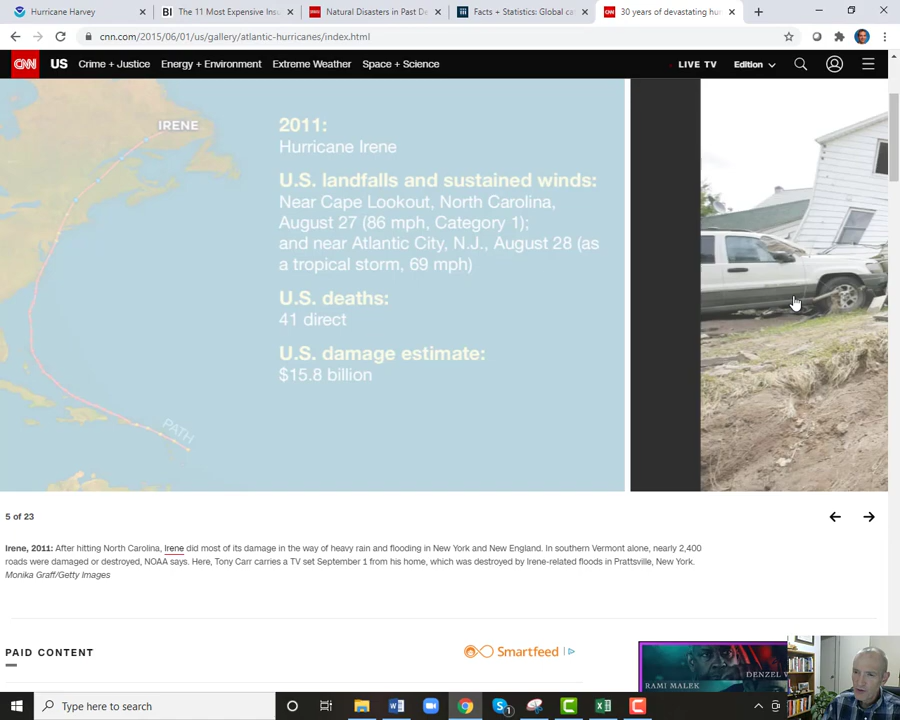 Hurricane Harvey
The 11 Most Expensive Insu
Natural Disasters in Past De
Facts + Statistics: Global ca
30 years of devastating hur
cnn.com/2015/06/01/us/gallery/atlantic-hurricanes/index.html
CNN US Crime + Justice Energy + Environment Extreme Weather Space + Science LIVE TV Edition
IRENE
PATH
2011:
Hurricane Irene
U.S. landfalls and sustained winds:
Near Cape Lookout, North Carolina,
August 27 (86 mph, Category 1);
and near Atlantic City, N.J., August 28 (as
a tropical storm, 69 mph)
U.S. deaths:
41 direct
U.S. damage estimate:
$15.8 billion
5 of 23
Irene, 2011: After hitting North Carolina, Irene did most of its damage in the way of heavy rain and flooding in New York and New England. In southern Vermont alone, nearly 2,400
roads were damaged or destroyed, NOAA says. Here, Tony Carr carries a TV set September 1 from his home, which was destroyed by Irene-related floods in Prattsville, New York.
Monika Graff/Getty Images
PAID CONTENT
Smartfeed
RAMI MALEK
DENZEL W
Type here to search